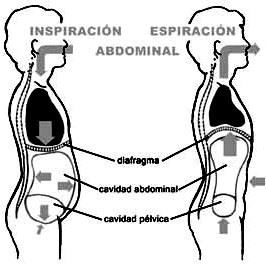 INSPIRACIÓN ESPIRACIÓN
ABDOMINAL
diafragma
cavidad abdominal
cavidad pélvica